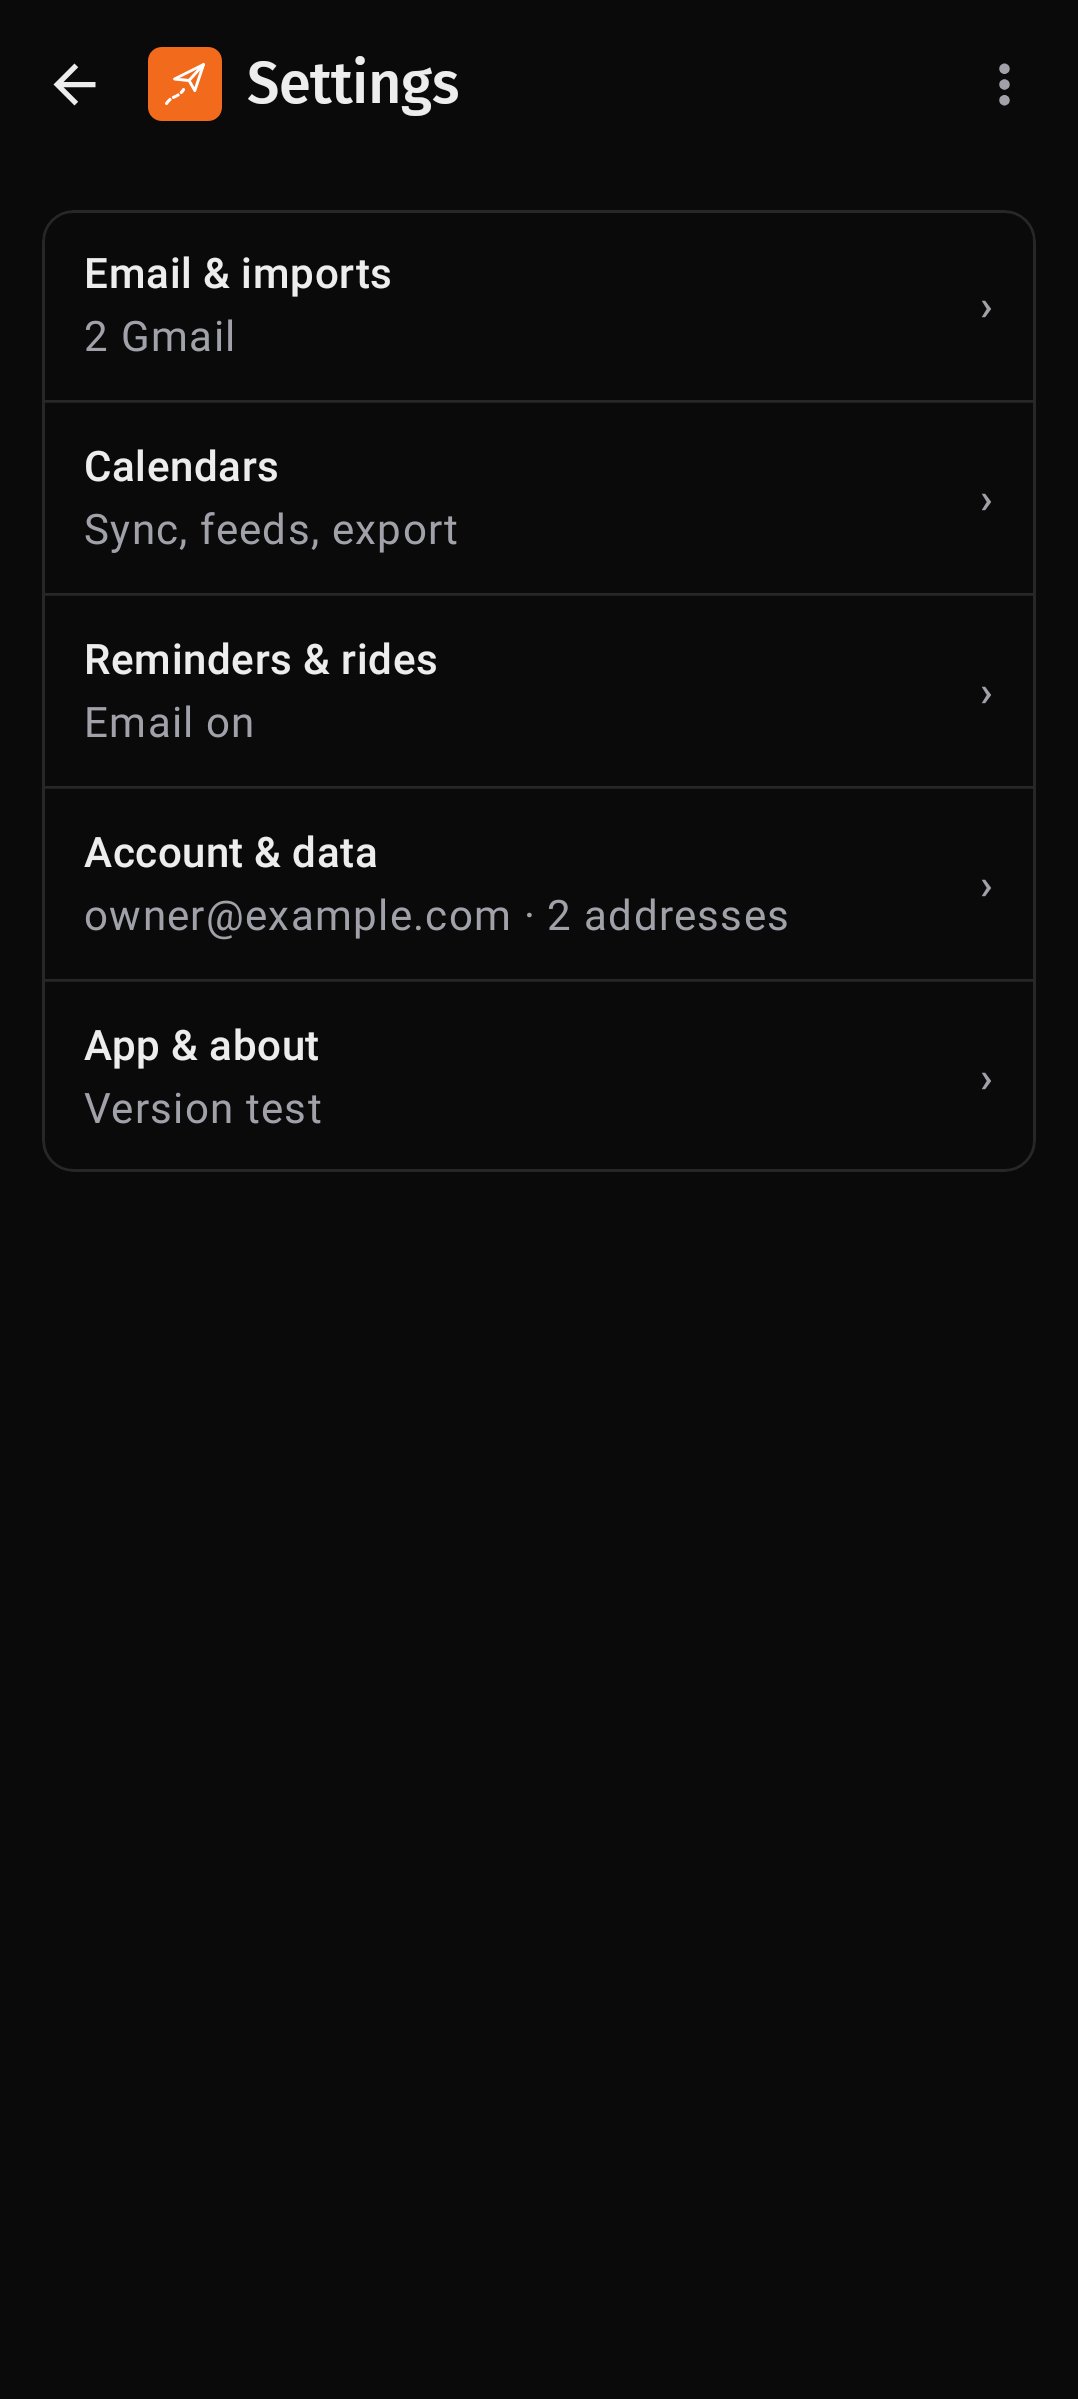 Settings
Email & imports
2 Gmail
Calendars
Sync, feeds, export
Reminders & rides
Email on
Account & data
owner@example.com · 2 addresses
App & about
Version test